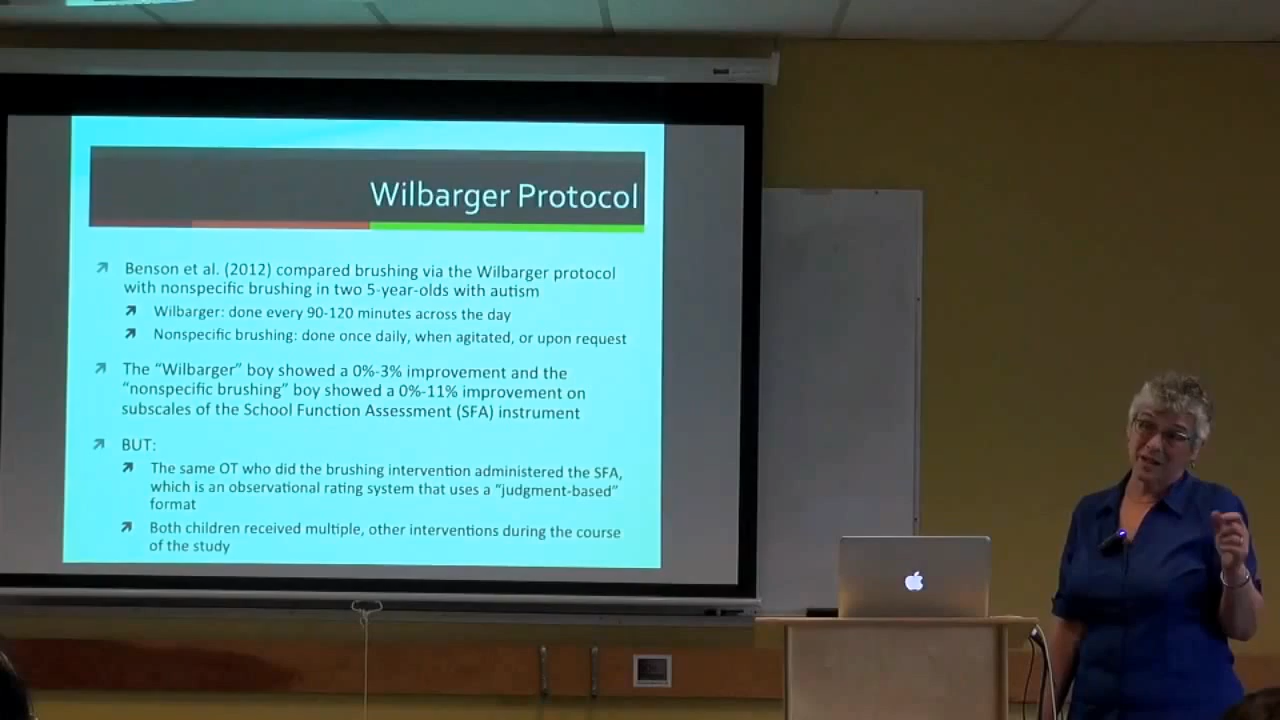 Wilbarger Protocol
Benson et al. (2012) compared brushing via the Wilbarger protocol
with nonspecific brushing in two 5-year-olds with autism
Wilbarger: done every 90-120 minutes across the day
Nonspecific brushing: done once daily, when agitated, or upon request
The “Wilbarger” boy showed a 0%-3% improvement and the
“nonspecific brushing” boy showed a 0%-11% improvement on
subscales of the School Function Assessment (SFA) instrument
BUT:
The same OT who did the brushing intervention administered the SFA,
which is an observational rating system that uses a “judgment-based”
format
Both children received multiple, other interventions during the course
of the study